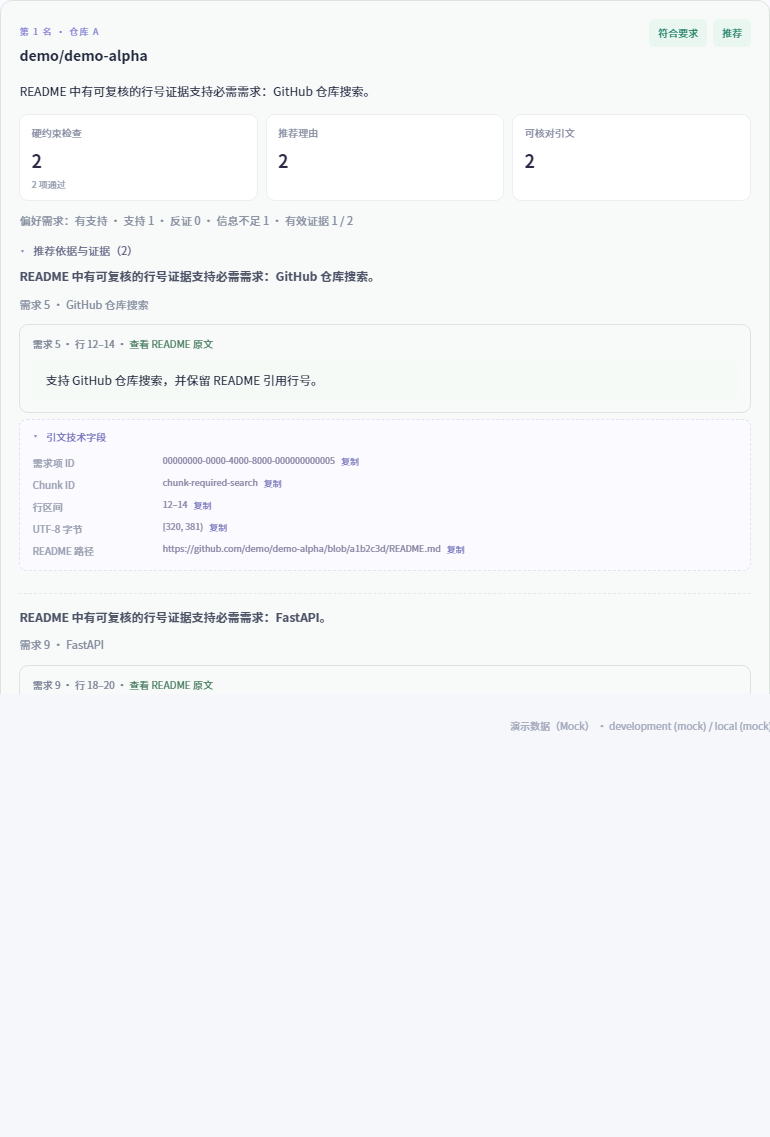 第 1 名 · 仓库 A
符合要求 推荐
demo/demo-alpha
README 中有可复核的行号证据支持必需需求：GitHub 仓库搜索。
硬约束检查 推荐理由 可核对引文
2 2 2
2 项通过
偏好需求：有支持 · 支持 1 · 反证 0 · 信息不足 1 · 有效证据 1 / 2
推荐依据与证据（2）
README 中有可复核的行号证据支持必需需求：GitHub 仓库搜索。
需求 5 · GitHub 仓库搜索
需求 5 · 行 12–14 · 查看 README 原文
支持 GitHub 仓库搜索，并保留 README 引用行号。
引文技术字段
需求项 ID 00000000-0000-4000-8000-000000000005 复制
Chunk ID chunk-required-search 复制
行区间 12–14 复制
UTF-8 字节 [320, 381) 复制
README 路径 https://github.com/demo/demo-alpha/blob/a1b2c3d/README.md 复制
README 中有可复核的行号证据支持必需需求：FastAPI。
需求 9 · FastAPI
需求 9 · 行 18–20 · 查看 README 原文
演示数据（Mock） · development (mock) / local (mock)